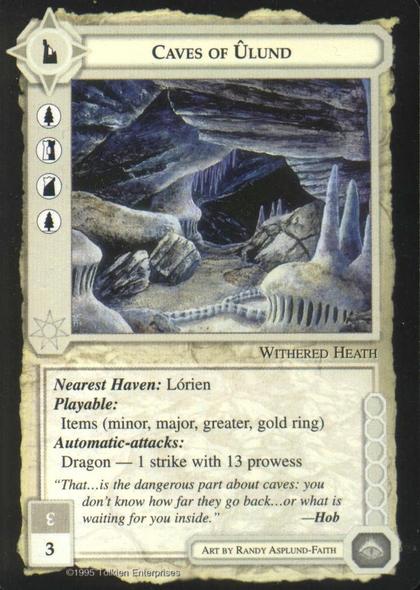 CAVES OF ÛLUND
WITHERED HEATH
Nearest Haven: Lórien
Playable:
Items (minor, major, greater, gold ring)
Automatic-attacks:
Dragon — 1 strike with 13 prowess
“That…is the dangerous part about caves: you
don’t know how far they go back…or what is
waiting for you inside.” —Hob
3
ART BY RANDY ASPLUND-FAITH
©1995 Tolkien Enterprises